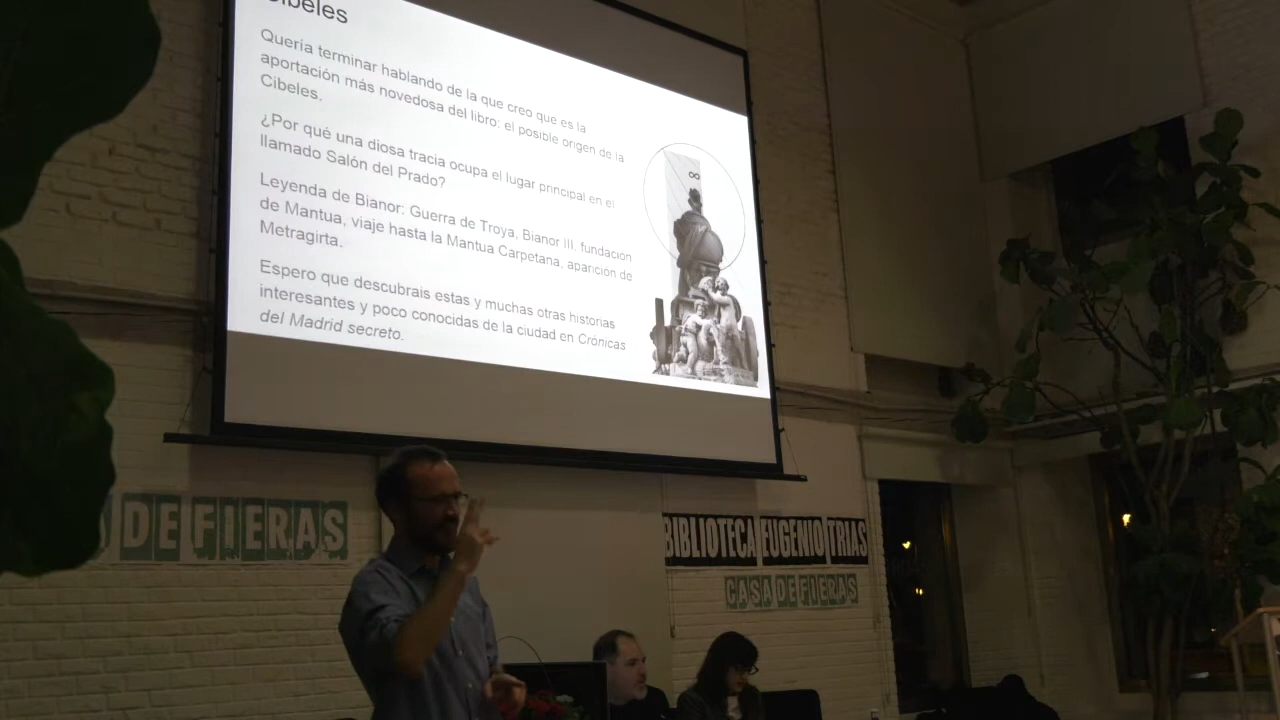 Cibeles
Quería terminar hablando de la que creo que es la
aportación más novedosa del libro: el posible origen de la
Cibeles.
¿Por qué una diosa tracia ocupa el lugar principal en el
llamado Salón del Prado?
Leyenda de Bianor: Guerra de Troya, Bianor III, fundación
de Mantua, viaje hasta la Mantua Carpetana, aparición de
Metragirta.
Espero que descubrais estas y muchas otras historias
interesantes y poco conocidas de la ciudad en Crónicas
del Madrid secreto.
∞
DE FIERAS
BIBLIOTECA EUGENIO TRIAS
CASA DE FIERAS